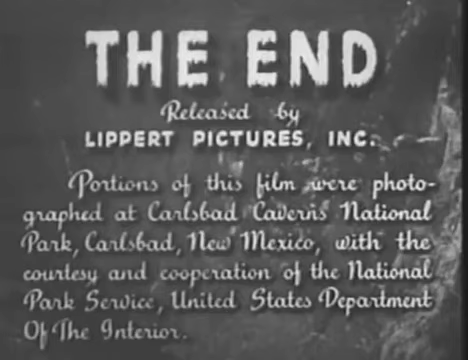 THE END
Released by
LIPPERT PICTURES, INC.
Portions of this film were photo-
graphed at Carlsbad Caverns National
Park, Carlsbad, New Mexico, with the
courtesy and cooperation of the National
Park Service, United States Department
Of The Interior.